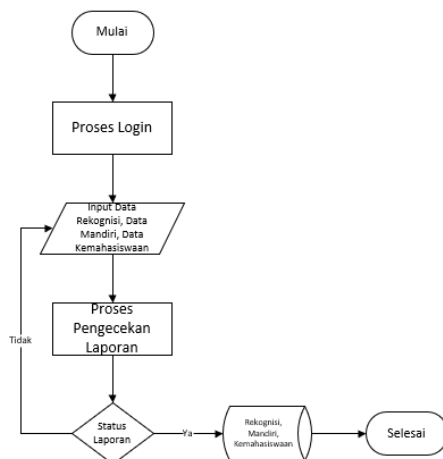 Mulai
Proses Login
Input Data
Rekognisi, Data
Mandiri, Data
Kemahasiswaan
Proses
Pengecekan
Laporan
Tidak
Status
Laporan
Ya
Rekognisi,
Mandiri,
Kemahasiswaan
Selesai